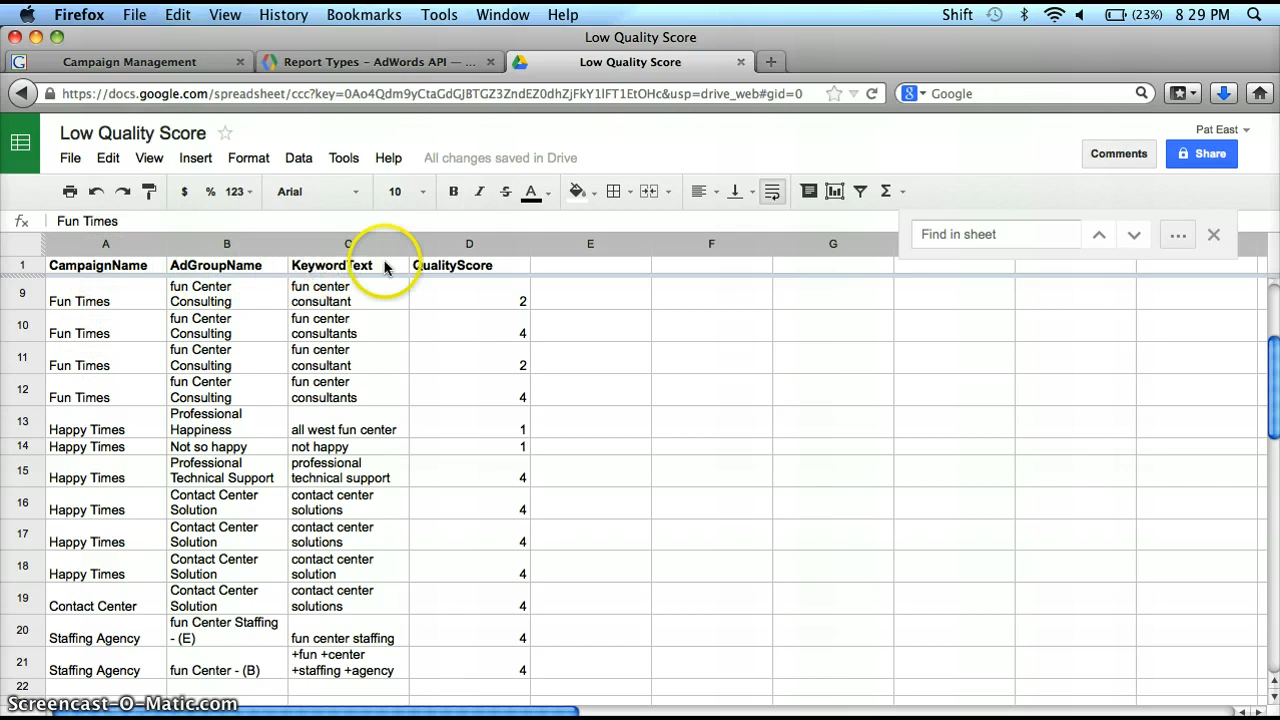 Firefox File Edit View History Bookmarks Tools Window Help Shift (23%) 8:29 PM
Low Quality Score
Campaign Management Report Types - AdWords API — ... Low Quality Score
https://docs.google.com/spreadsheet/ccc?key=0Ao4Qdm9yCtaGdGJBTGZ3ZndEZ0dhZjFkY1lFT1EtOHc&usp=drive_web#gid=0 Google
Low Quality Score Pat East
File Edit View Insert Format Data Tools Help All changes saved in Drive Comments Share
$ % 123 Arial 10 B I S A Σ
fx Fun Times Find in sheet ...
A B C D E F G
1 CampaignName AdGroupName KeywordText QualityScore
9 Fun Times fun Center Consulting fun center consultant 2
10 Fun Times fun Center Consulting fun center consultants 4
11 Fun Times fun Center Consulting fun center consultant 2
12 Fun Times fun Center Consulting fun center consultants 4
13 Happy Times Professional Happiness all west fun center 1
14 Happy Times Not so happy not happy 1
15 Happy Times Professional Technical Support professional technical support 4
16 Happy Times Contact Center Solution contact center solutions 4
17 Happy Times Contact Center Solution contact center solutions 4
18 Happy Times Contact Center Solution contact center solution 4
19 Contact Center Contact Center Solution contact center solutions 4
20 Staffing Agency fun Center Staffing - (E) fun center staffing 4
21 Staffing Agency fun Center - (B) +fun +center +staffing +agency 4
22
Screencast-O-Matic.com